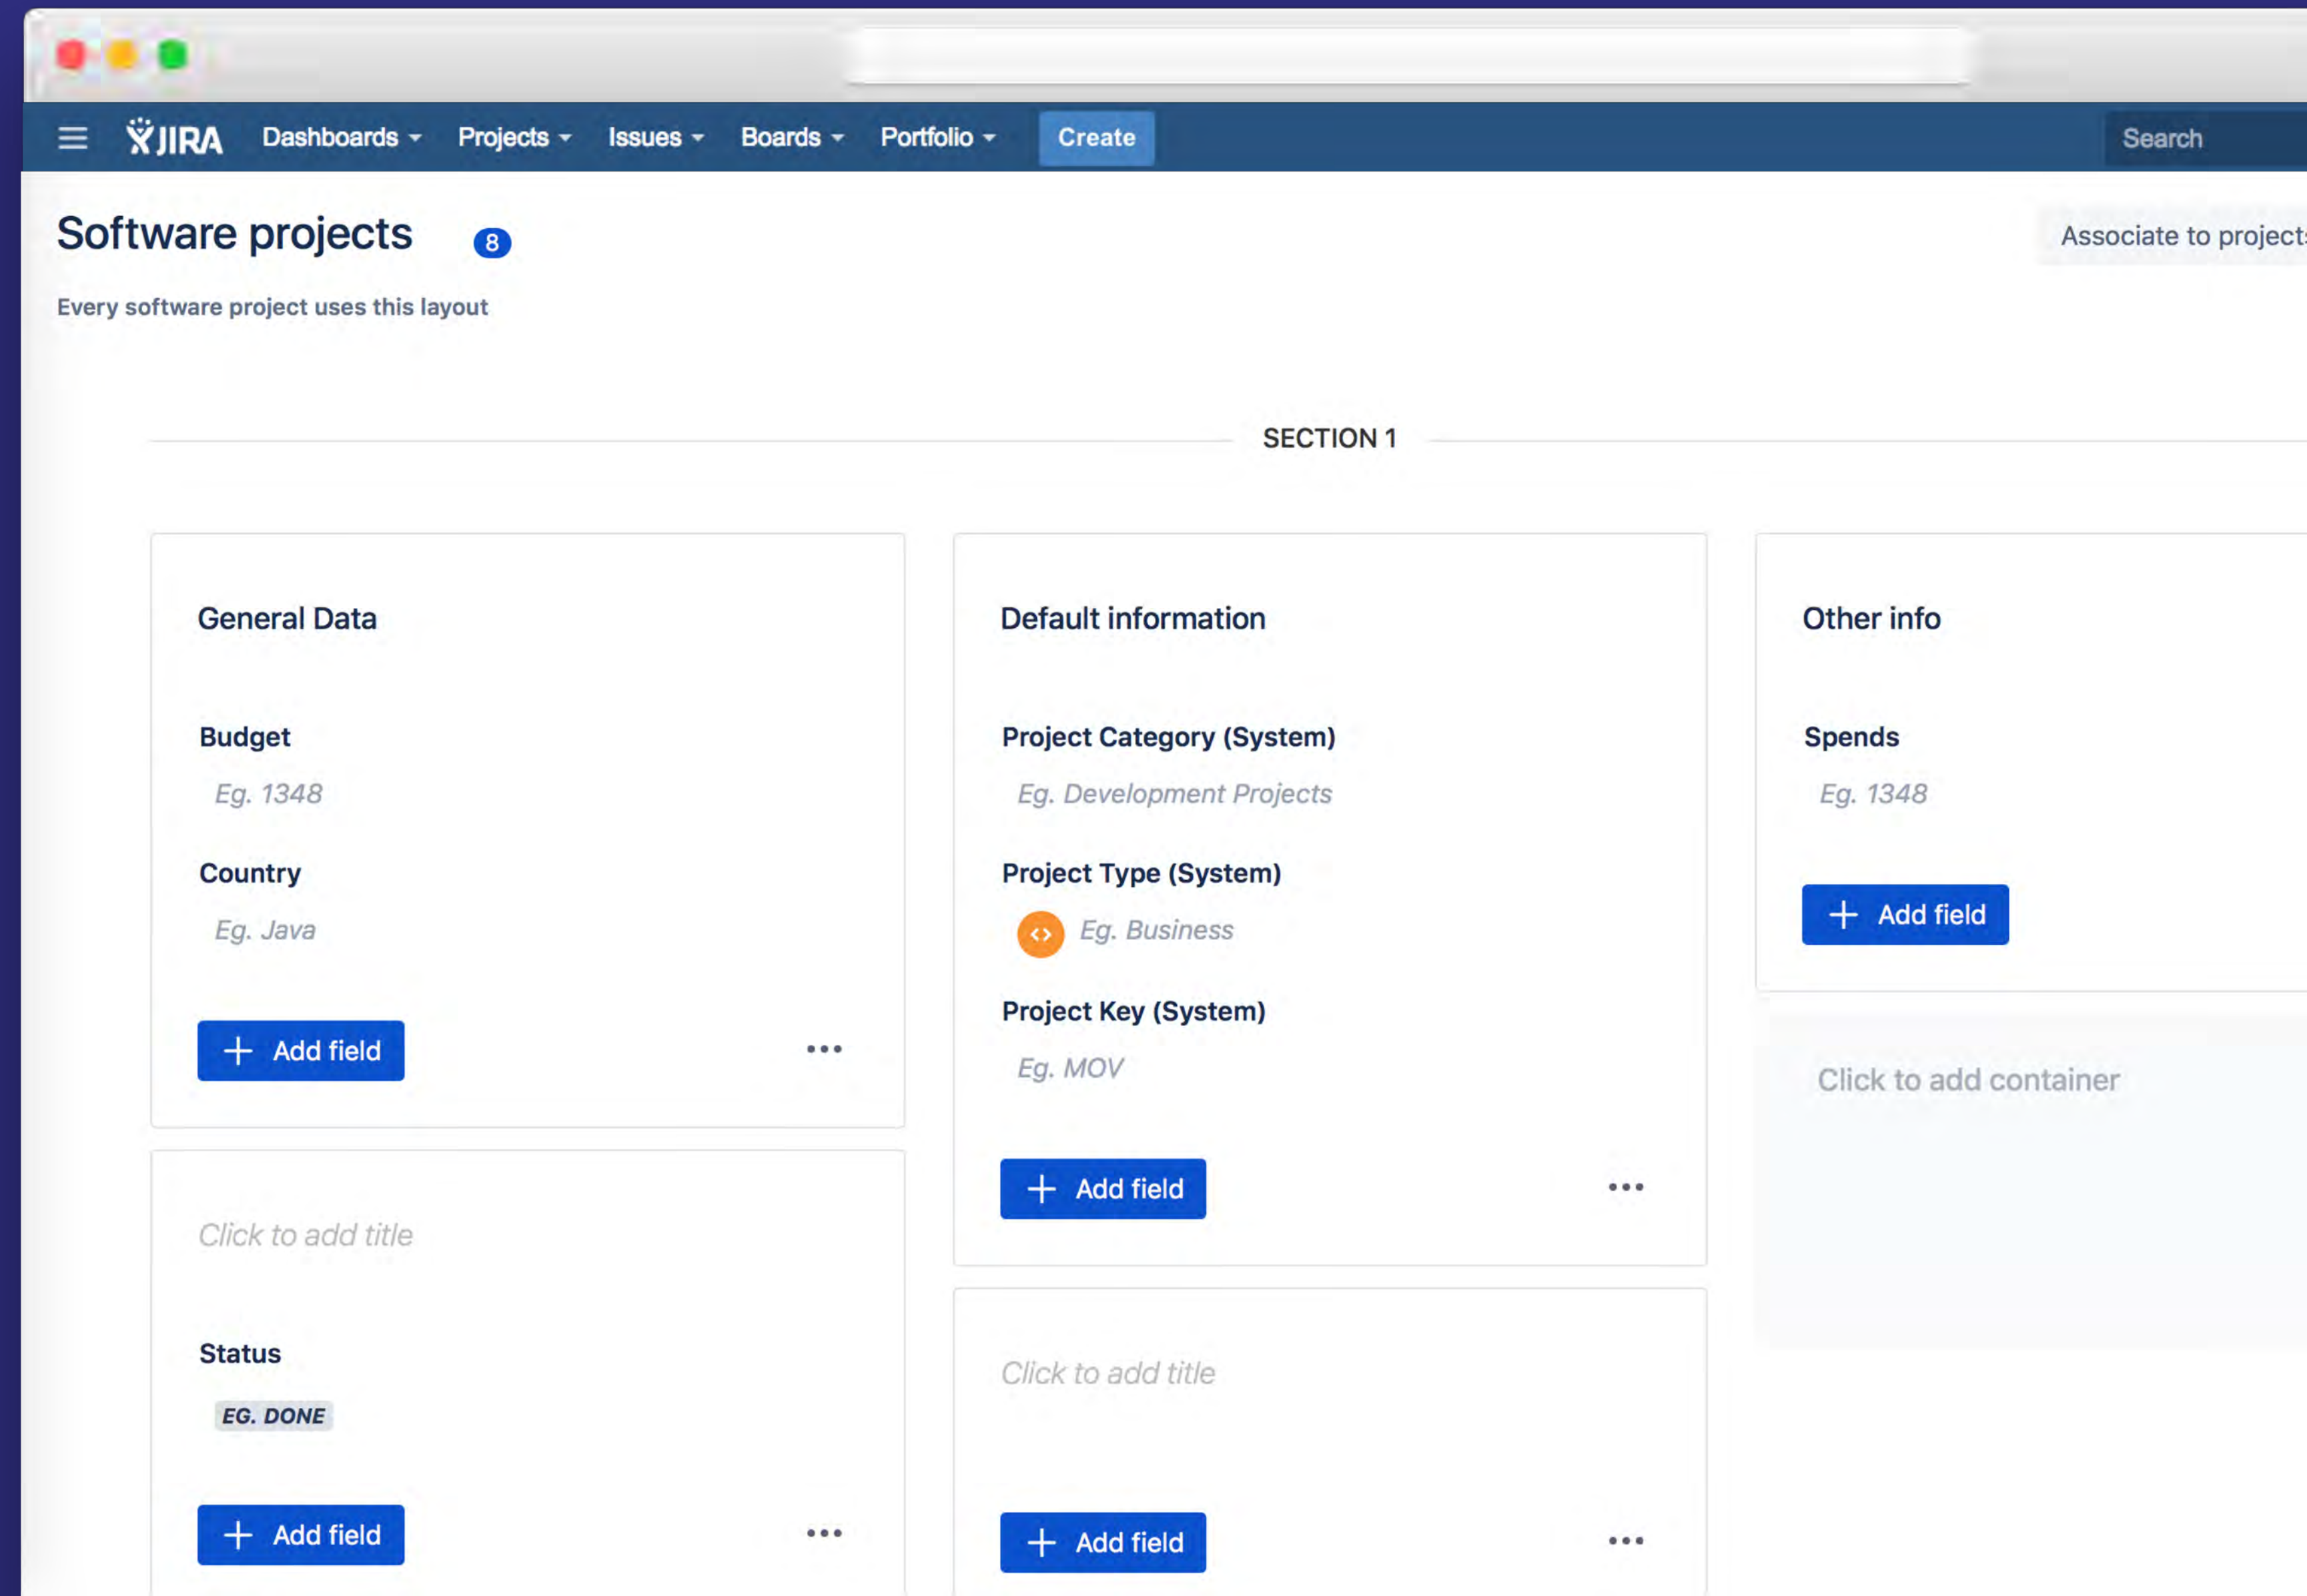 JIRA Dashboards Projects Issues Boards Portfolio Create Search
Software projects 8
Associate to projects
Every software project uses this layout
SECTION 1
General Data
Budget
Eg. 1348
Country
Eg. Java
+ Add field
Click to add title
Status
EG. DONE
+ Add field
Default information
Project Category (System)
Eg. Development Projects
Project Type (System)
Eg. Business
Project Key (System)
Eg. MOV
+ Add field
Click to add title
+ Add field
Other info
Spends
Eg. 1348
+ Add field
Click to add container